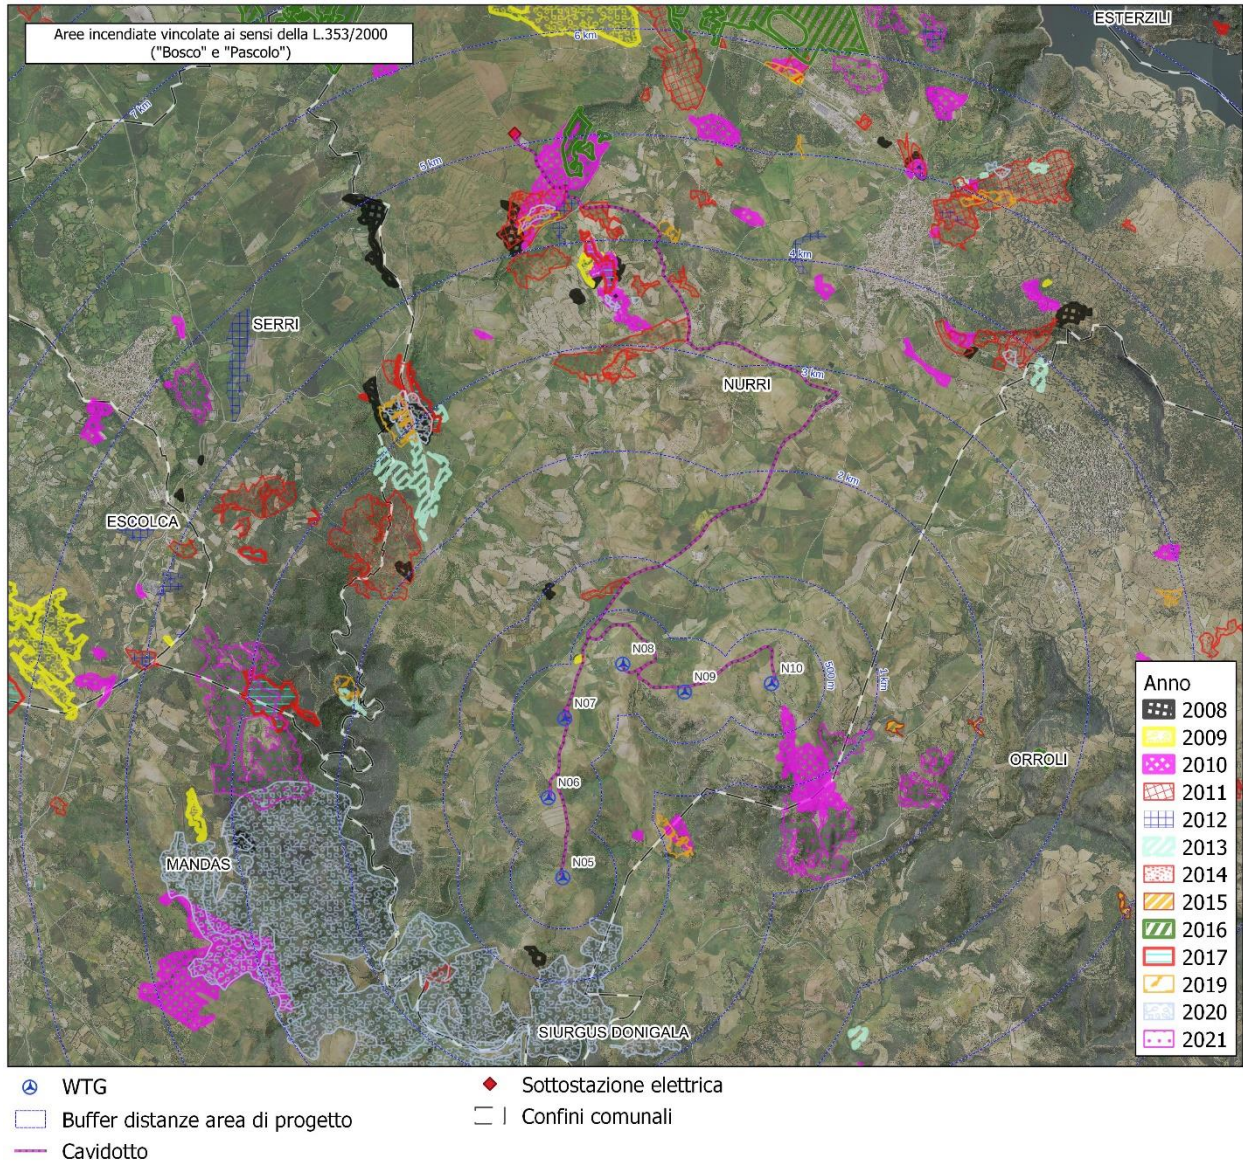 Aree incendiate vincolate ai sensi della L.353/2000
("Bosco" e "Pascolo")
ESTERZILI
6 km
7 km
5 km
4 km
SERRI
3 km
NURRI
2 km
ESCOLCA
N08
N09
N10
500 m
1 km
N07
N06
N05
ORROLI
MANDAS
SIURGUS DONIGALA
Anno
2008
2009
2010
2011
2012
2013
2014
2015
2016
2017
2019
2020
2021
WTG
Buffer distanze area di progetto
Cavidotto
Sottostazione elettrica
Confini comunali